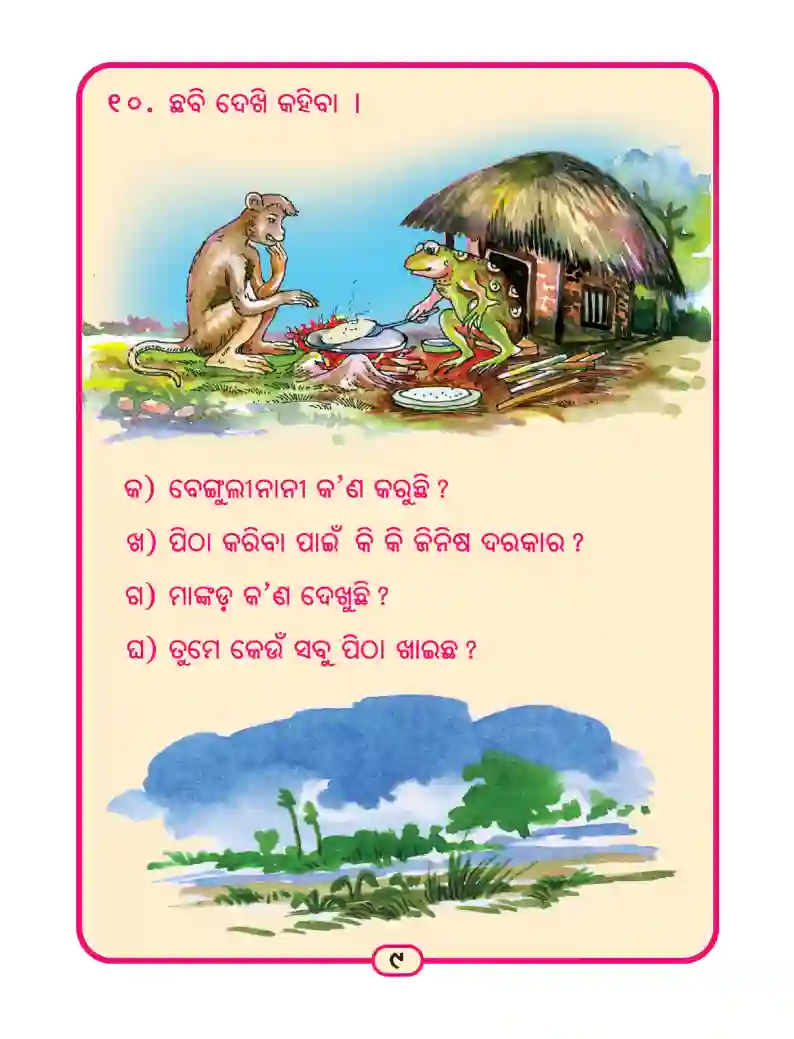 ୧୦. ଛବି ଦେଖି କହିବା ।
କ) ବେଙ୍ଗୁଲୀନାନୀ କ'ଣ କରୁଛି ?
ଖ) ପିଠା କରିବା ପାଇଁ କି କି ଜିନିଷ ଦରକାର ?
ଗ) ମାଙ୍କଡ଼ କ'ଣ ଦେଖୁଛି ?
ଘ) ତୁମେ କେଉଁ ସବୁ ପିଠା ଖାଇଛ ?
୯